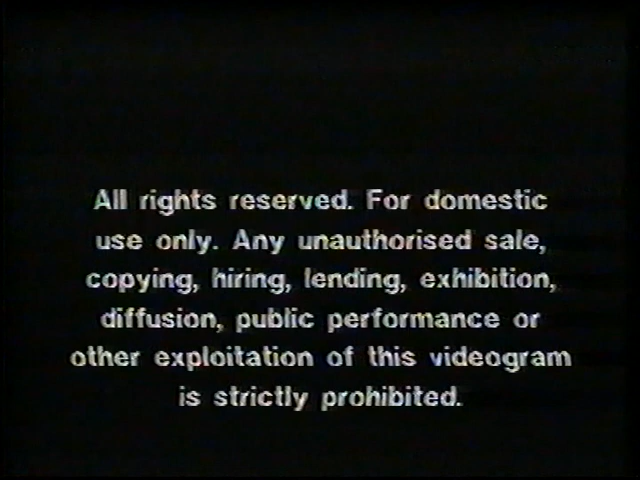 All rights reserved. For domestic
use only. Any unauthorised sale,
copying, hiring, lending, exhibition,
diffusion, public performance or
other exploitation of this videogram
is strictly prohibited.